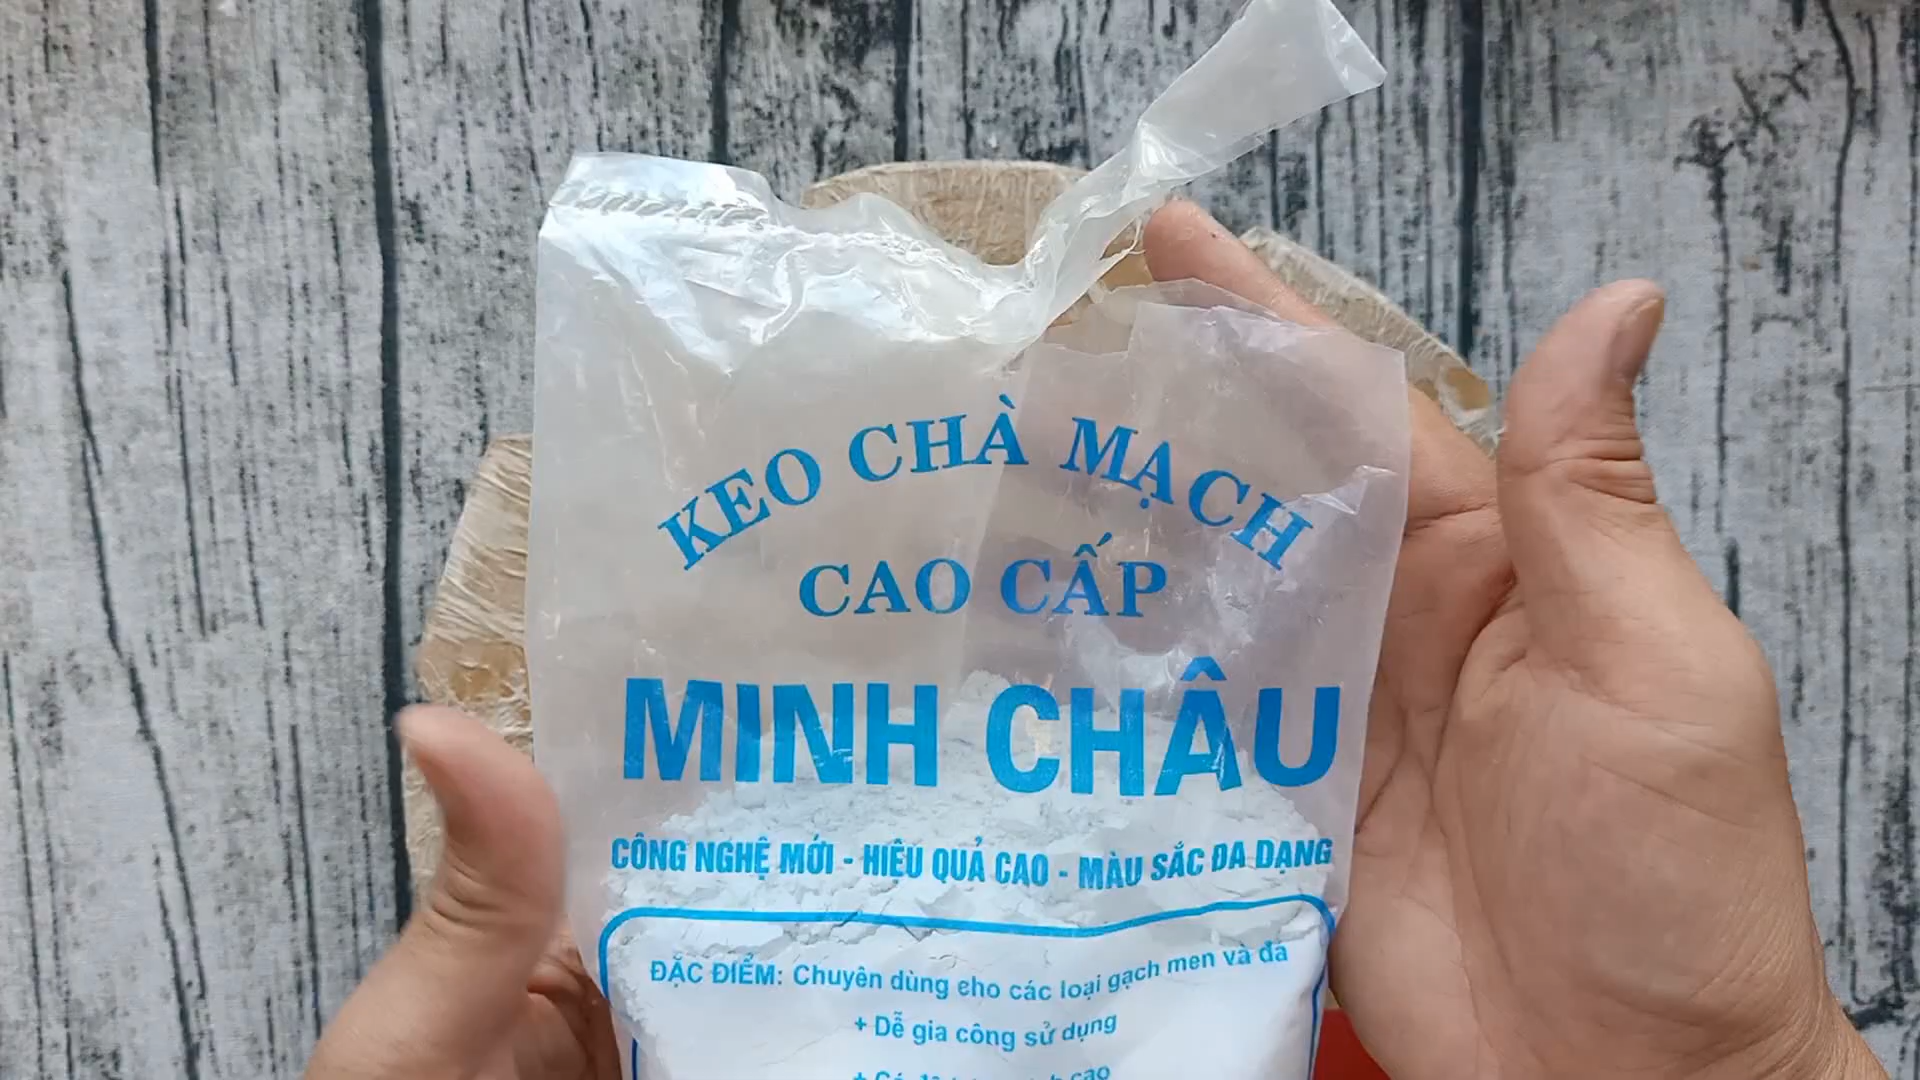 KEO CHÀ MẠCH
CAO CẤP
MINH CHÂU
CÔNG NGHỆ MỚI - HIỆU QUẢ CAO - MÀU SẮC ĐA DẠNG
ĐẶC ĐIỂM: Chuyên dùng cho các loại gạch men và đá
+ Dễ gia công sử dụng
cao